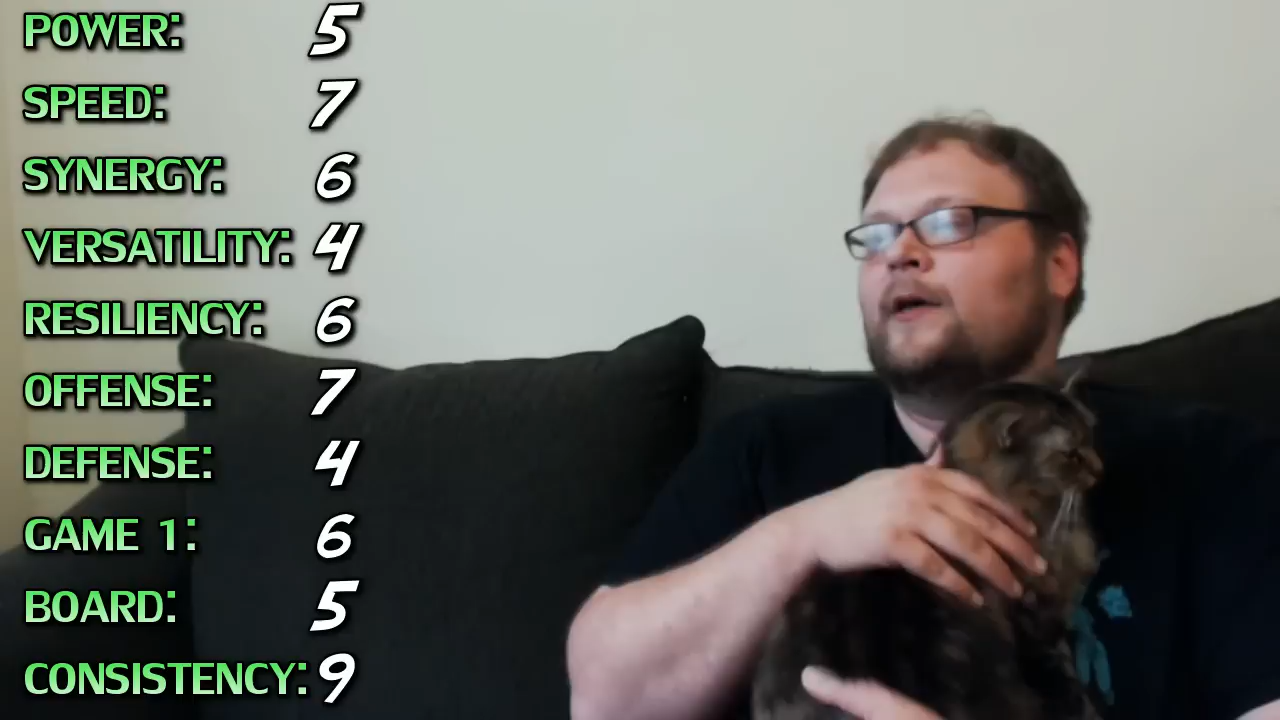 POWER: 5
SPEED: 7
SYNERGY: 6
VERSATILITY: 4
RESILIENCY: 6
OFFENSE: 7
DEFENSE: 4
GAME 1: 6
BOARD: 5
CONSISTENCY: 9